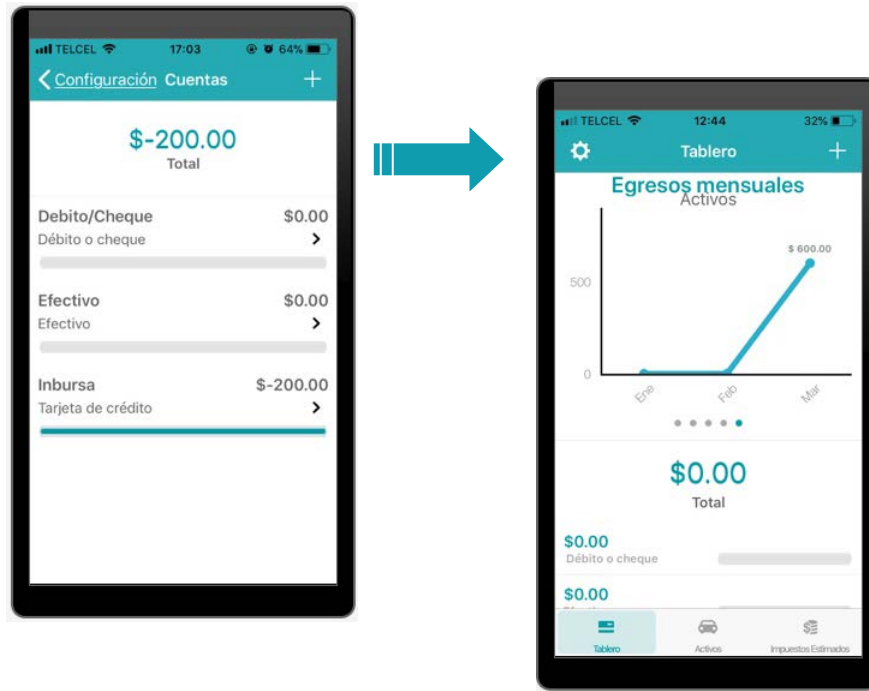 TELCEL 17:03 64%
Configuración Cuentas +
$-200.00
Total
Debito/Cheque $0.00
Débito o cheque
Efectivo $0.00
Efectivo
Inbursa $-200.00
Tarjeta de crédito
TELCEL 12:44 32%
Tablero +
Egresos mensuales
Activos
$ 600.00
500
0
Ene Feb Mar
$0.00
Total
$0.00
Débito o cheque
$0.00
Tablero Activos Impuestos Estimados